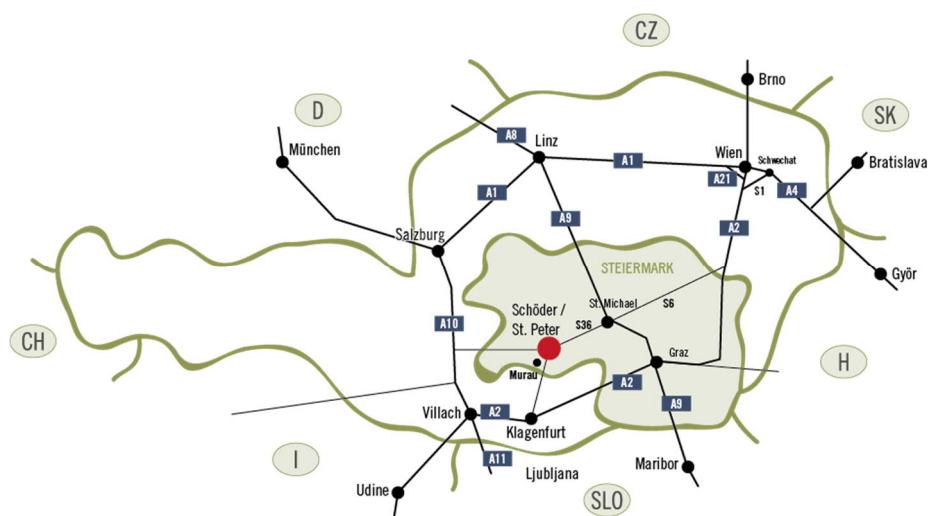 CZ
Brno
D
SK
München
A8
Linz
A1
Wien
Schwechat
Bratislava
A21
S1
A4
A1
A9
A2
Salzburg
STEIERMARK
Györ
St. Michael
S6
Schöder /
St. Peter
A10
S36
CH
Graz
H
Murau
A2
Villach
A2
A9
Klagenfurt
I
A11
Ljubljana
Maribor
Udine
SLO